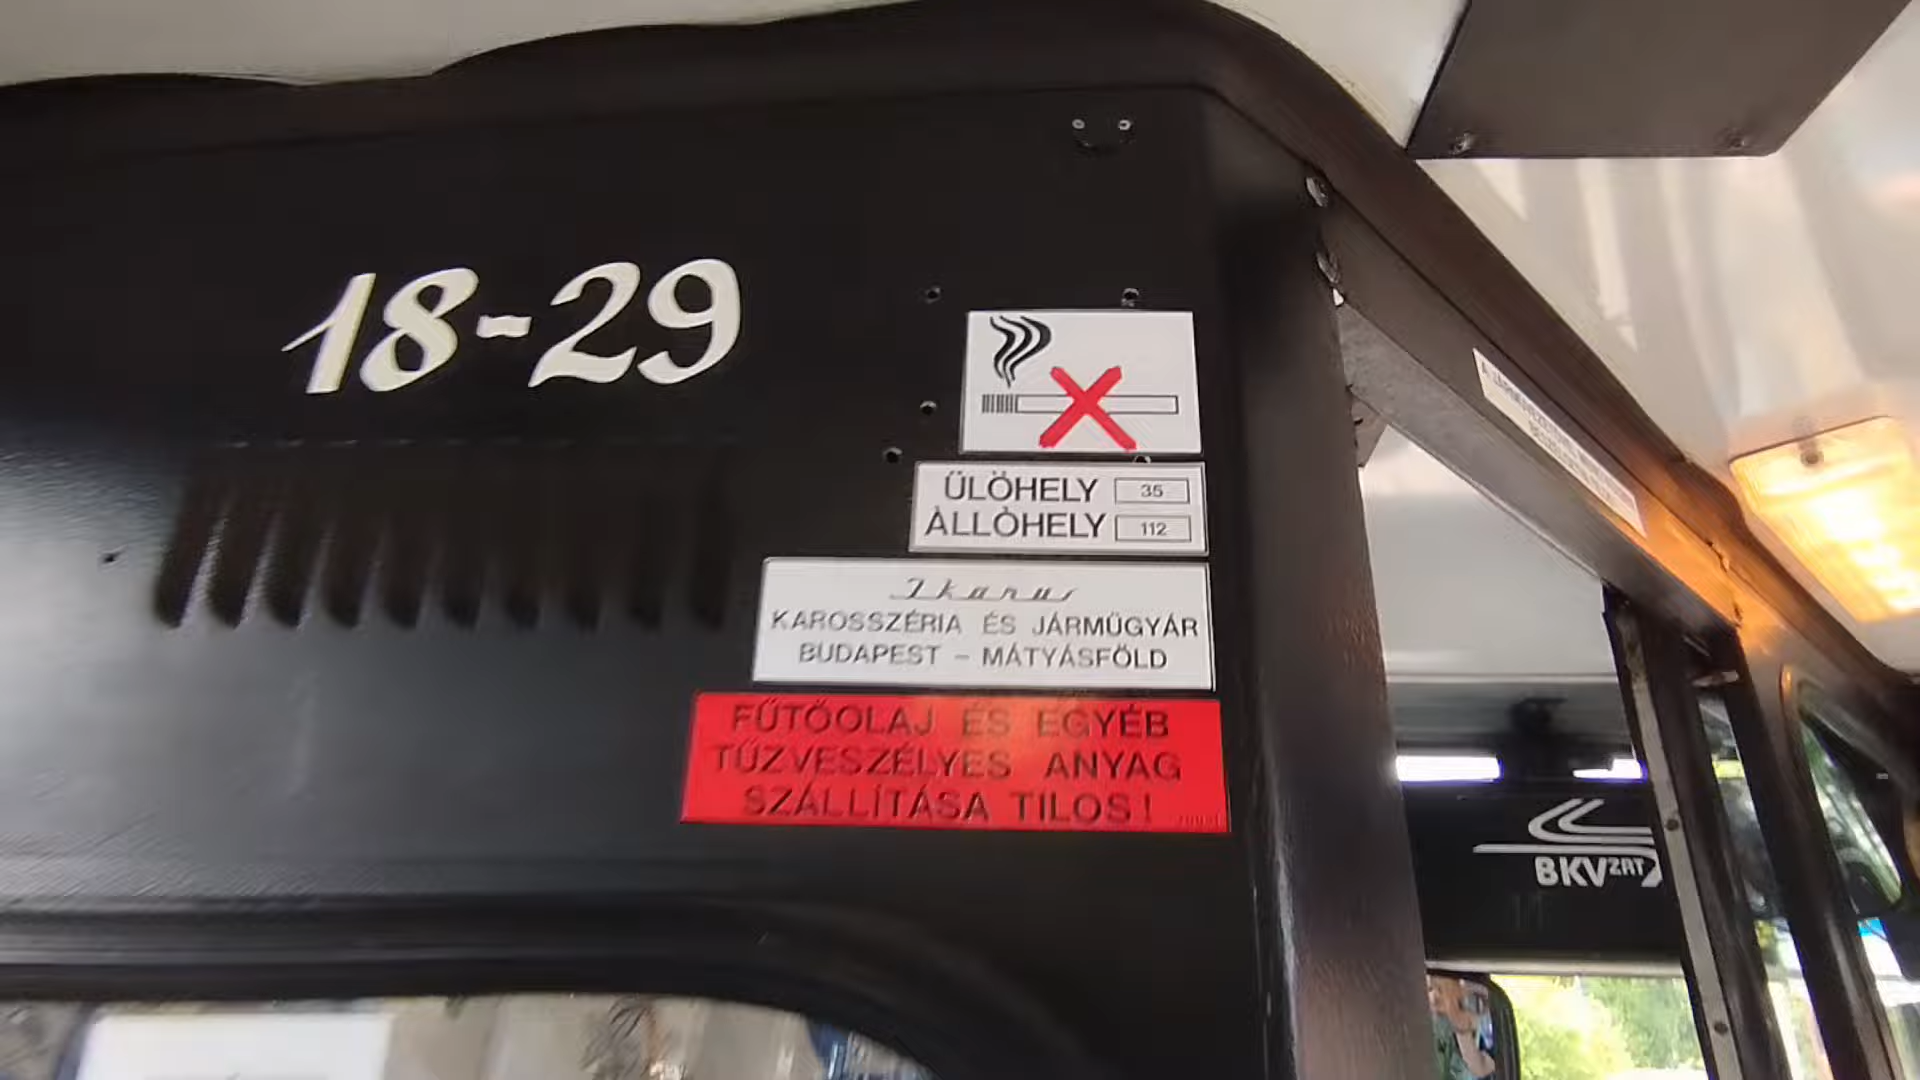 18-29
ÜLŐHELY 35
ÁLLÓHELY 112
Ikarus
KAROSSZÉRIA ÉS JÁRMŰGYÁR
BUDAPEST – MÁTYÁSFÖLD
FŰTŐOLAJ ÉS EGYÉB
TŰZVESZÉLYES ANYAG
SZÁLLÍTÁSA TILOS!
BKV ZRT